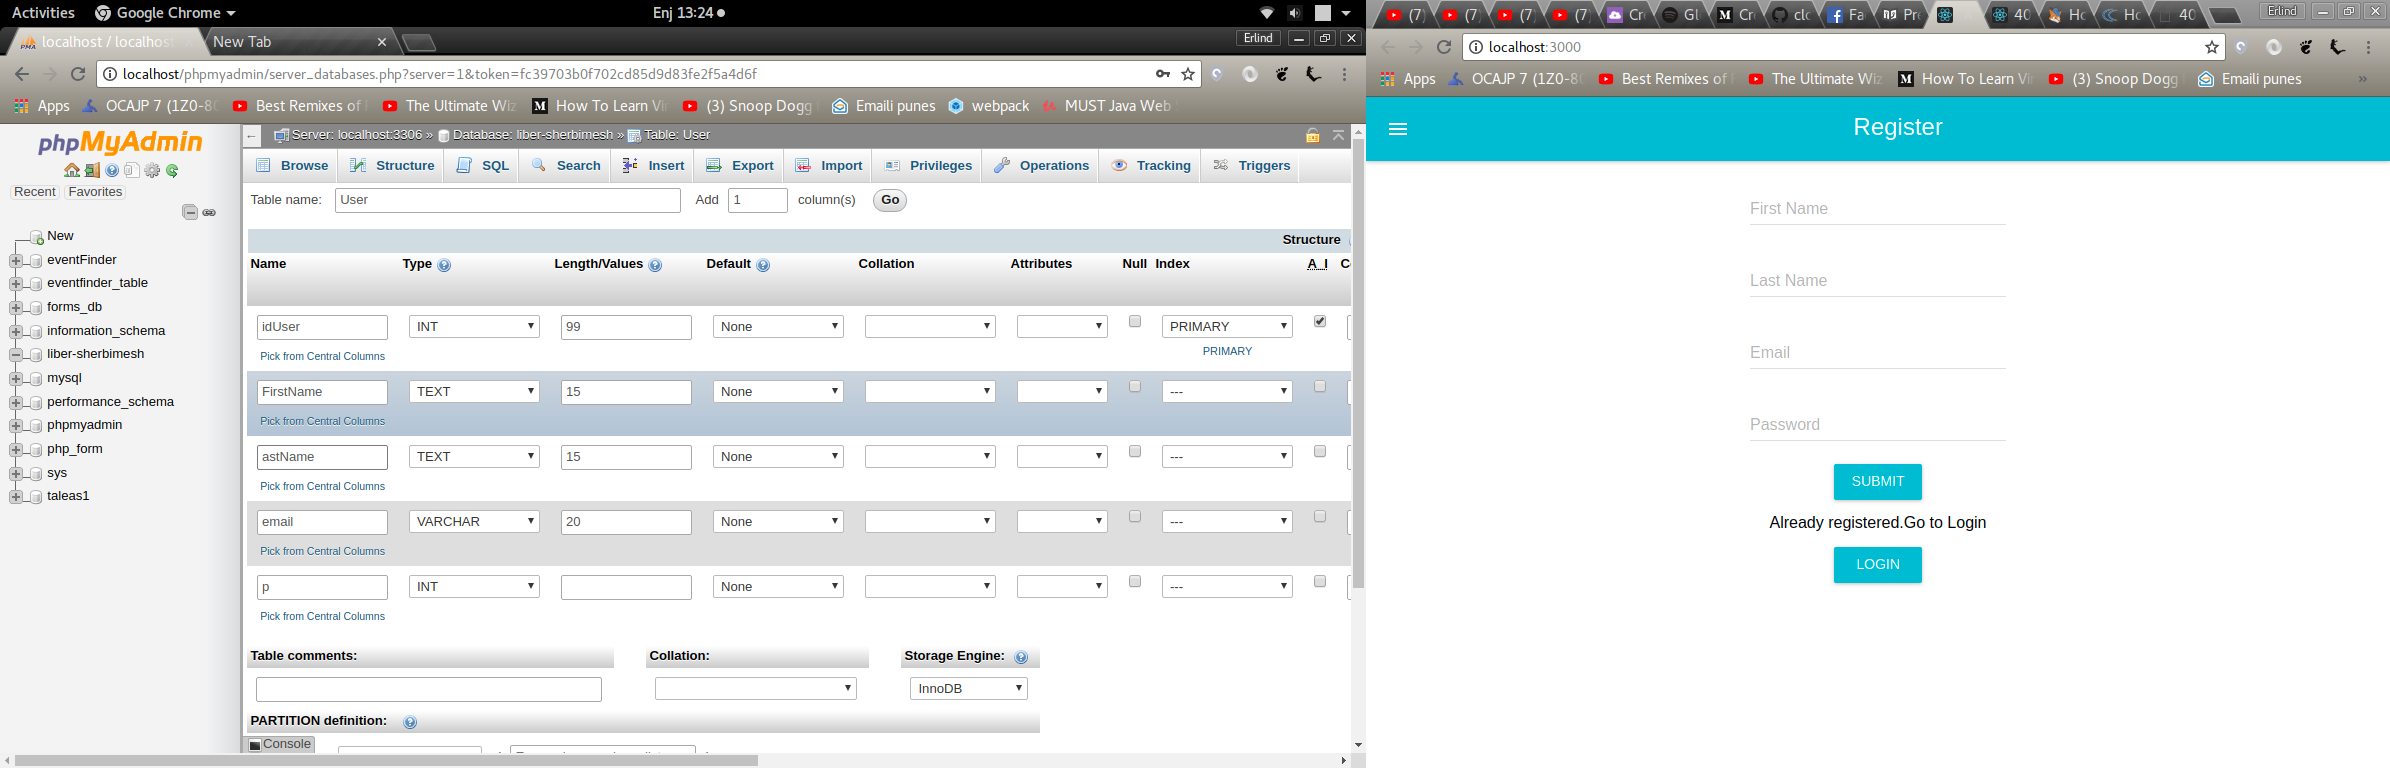 Activities Google Chrome Enj 13:24
localhost / localhost New Tab Erlind
localhost/phpmyadmin/server_databases.php?server=1&token=fc39703b0f702cd85d9d83fe2f5a4d6f
Apps OCAJP 7 (1Z0-80 Best Remixes of The Ultimate Wiz How To Learn Vi (3) Snoop Dogg Emaili punes webpack MUST Java Web
phpMyAdmin
Recent Favorites
New
eventFinder
eventfinder_table
forms_db
information_schema
liber-sherbimesh
mysql
performance_schema
phpmyadmin
php_form
sys
taleas1
Server: localhost:3306 » Database: liber-sherbimesh » Table: User
Browse Structure SQL Search Insert Export Import Privileges Operations Tracking Triggers
Table name: User Add 1 column(s) Go
Structure
Name Type Length/Values Default Collation Attributes Null Index A_I C
idUser INT 99 None PRIMARY
Pick from Central Columns PRIMARY
FirstName TEXT 15 None ---
Pick from Central Columns
astName TEXT 15 None ---
Pick from Central Columns
email VARCHAR 20 None ---
Pick from Central Columns
p INT None ---
Pick from Central Columns
Table comments: Collation: Storage Engine:
InnoDB
PARTITION definition:
Console
(7) (7) (7) (7) Cre Gl Cre clo Fa Pre 40 Ho Ho 40 Erlind
localhost:3000
Apps OCAJP 7 (1Z0-80 Best Remixes of The Ultimate Wiz How To Learn Vi (3) Snoop Dogg Emaili punes »
Register
First Name
Last Name
Email
Password
SUBMIT
Already registered.Go to Login
LOGIN